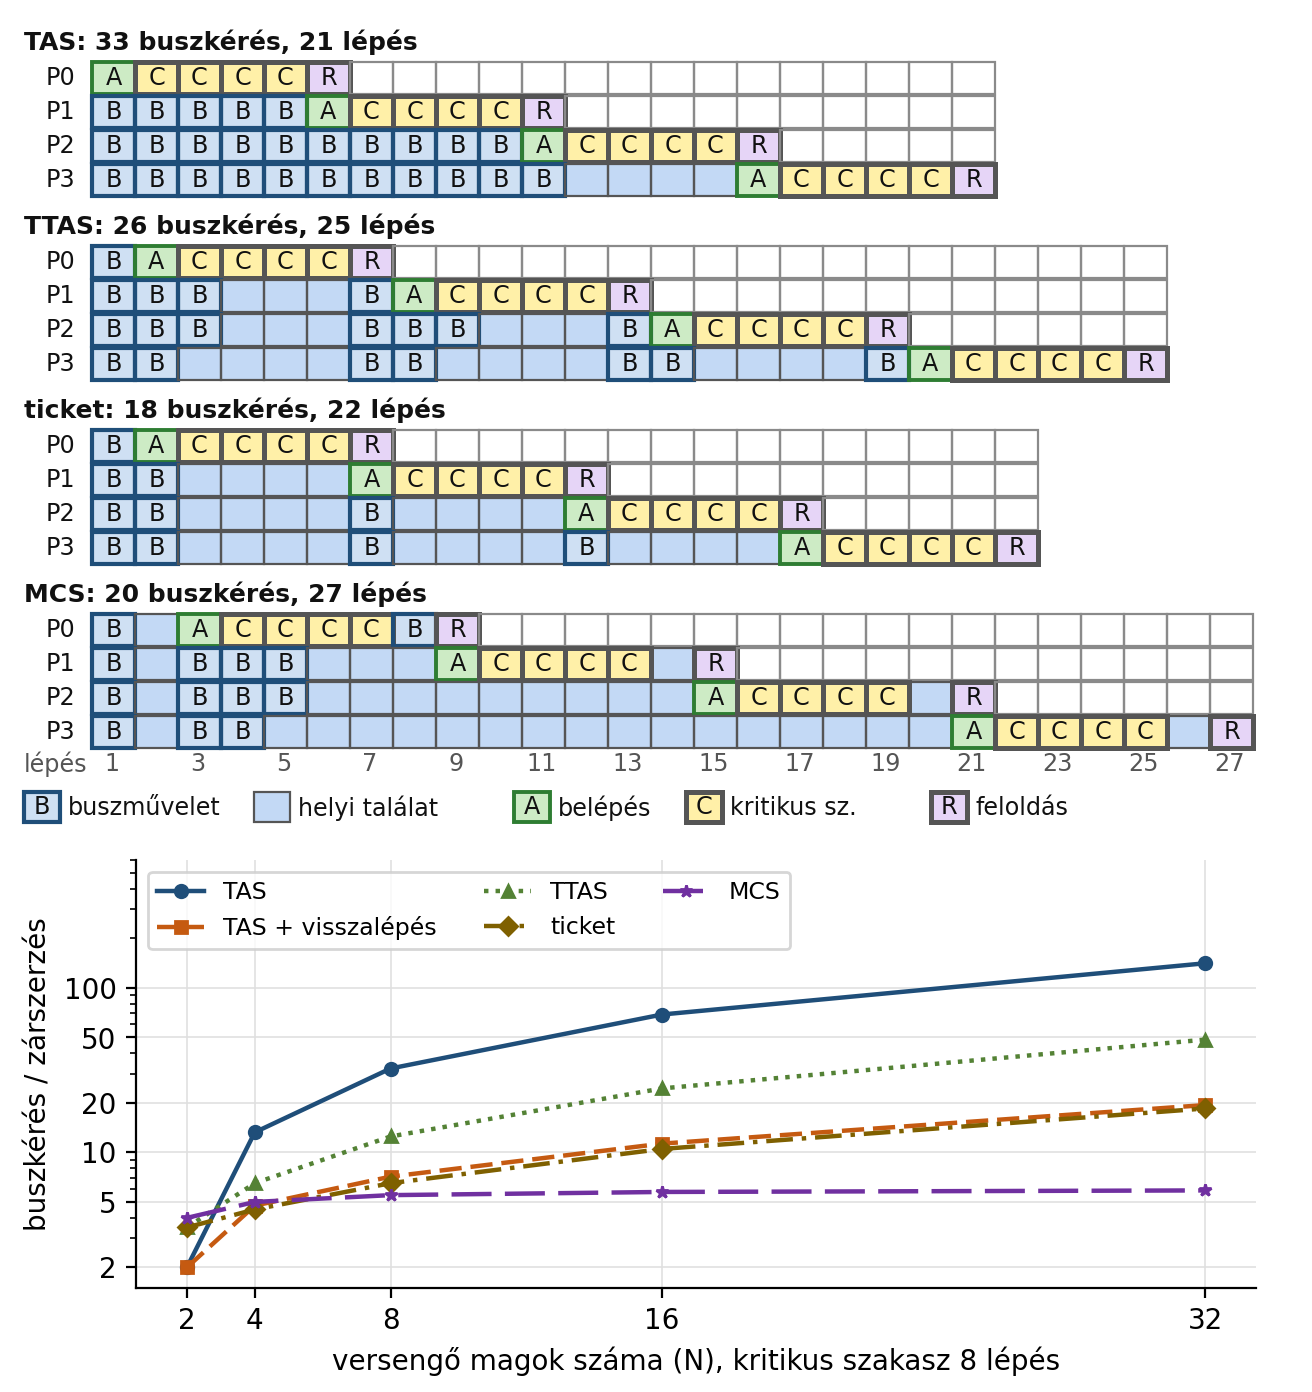 TAS: 33 buszkérés, 21 lépés
P0 A C C C C R
P1 B B B B B A C C C C R
P2 B B B B B B B B B B A C C C C R
P3 B B B B B B B B B B B A C C C C R
TTAS: 26 buszkérés, 25 lépés
P0 B A C C C C R
P1 B B B B A C C C C R
P2 B B B B B B B A C C C C R
P3 B B B B B B B A C C C C R
ticket: 18 buszkérés, 22 lépés
P0 B A C C C C R
P1 B B A C C C C R
P2 B B B A C C C C R
P3 B B B B A C C C C R
MCS: 20 buszkérés, 27 lépés
P0 B A C C C C B R
P1 B B B B A C C C C R
P2 B B B B A C C C C R
P3 B B B A C C C C R
lépés 1 3 5 7 9 11 13 15 17 19 21 23 25 27
B buszművelet helyi találat A belépés C kritikus sz. R feloldás
TAS TTAS MCS
TAS + visszalépés ticket
buszkérés / zárszerzés
100
50
20
10
5
2
2 4 8 16 32
versengő magok száma (N), kritikus szakasz 8 lépés